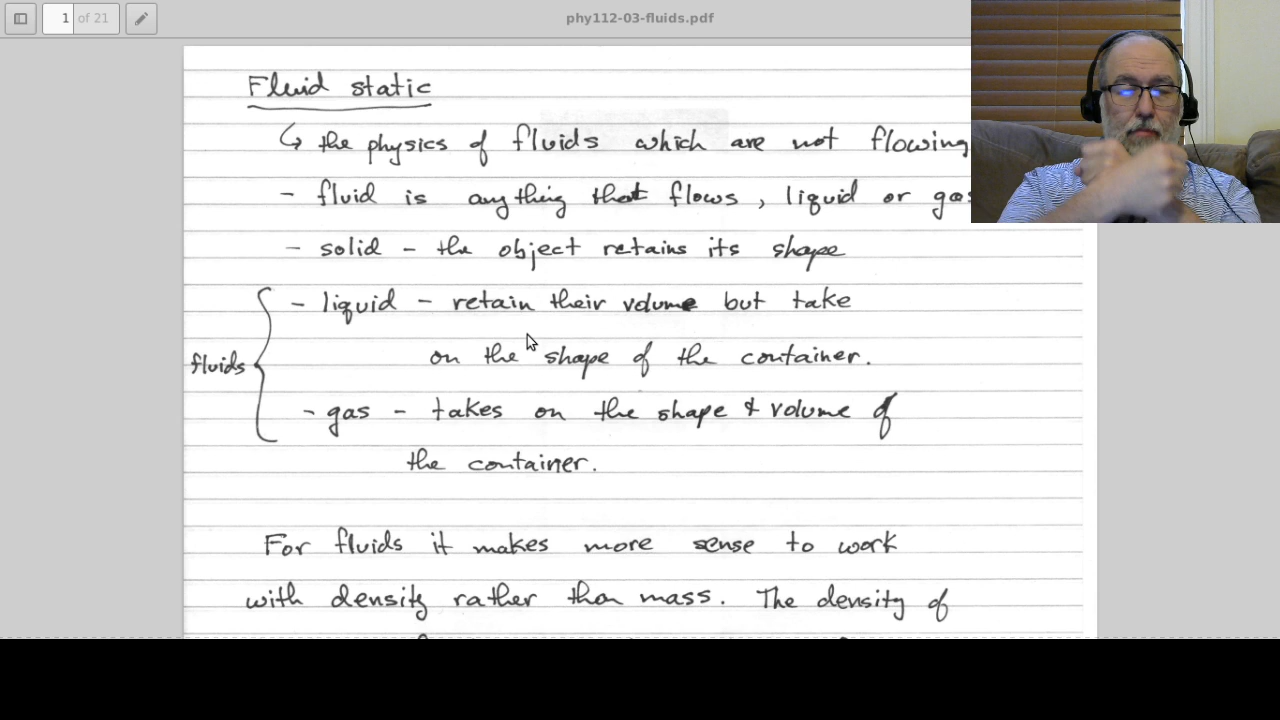 1 of 21
phy112-03-fluids.pdf
Fluid static
↳ the physics of fluids which are not flowing
- fluid is anything that flows, liquid or gas
- solid - the object retains its shape
- liquid - retain their volume but take
on the shape of the container.
fluids
- gas - takes on the shape & volume of
the container.
For fluids it makes more sense to work
with density rather than mass. The density of